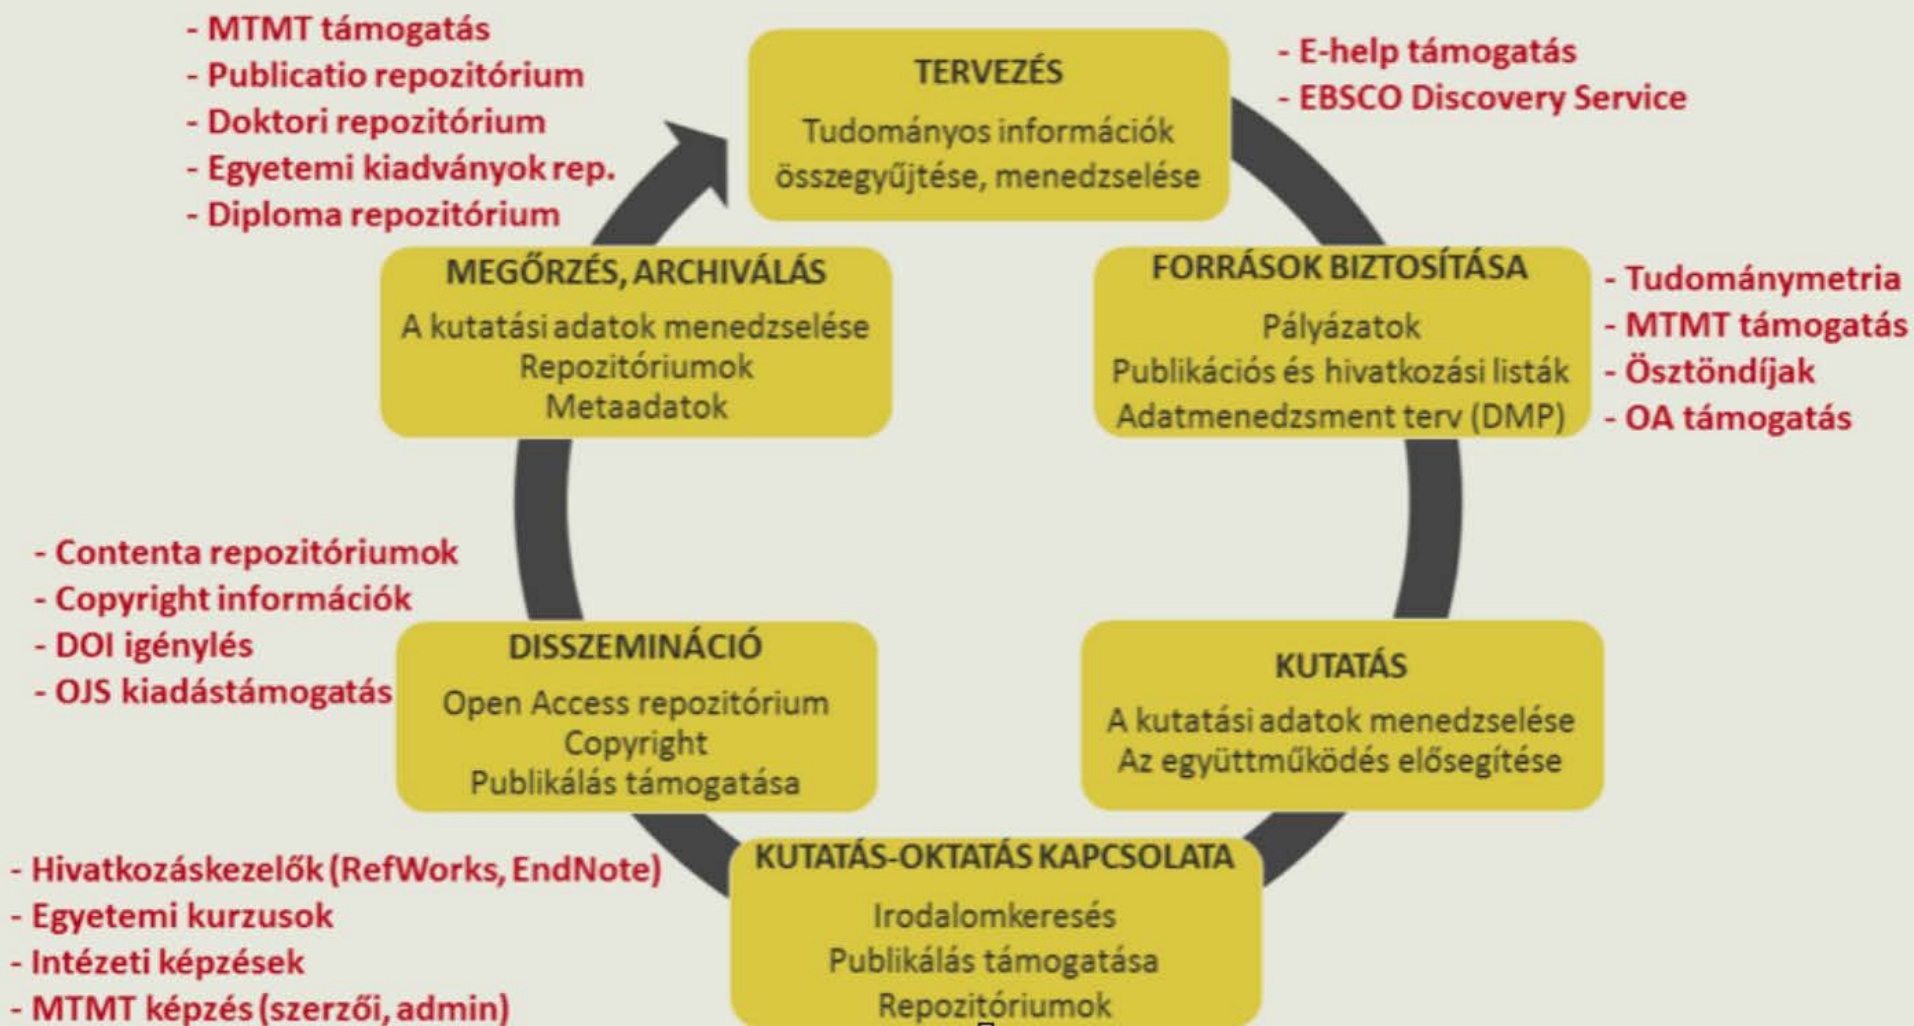 - MTMT támogatás
- Publicatio repozitórium
- Doktori repozitórium
- Egyetemi kiadványok rep.
- Diploma repozitórium
TERVEZÉS
Tudományos információk
összegyűjtése, menedzselése
- E-help támogatás
- EBSCO Discovery Service
MEGŐRZÉS, ARCHIVÁLÁS
A kutatási adatok menedzselése
Repozitóriumok
Metaadatok
FORRÁSOK BIZTOSÍTÁSA
Pályázatok
Publikációs és hivatkozási listák
Adatmenedzsment terv (DMP)
- Tudománymetria
- MTMT támogatás
- Ösztöndíjak
- OA támogatás
- Contenta repozitóriumok
- Copyright információk
- DOI igénylés
- OJS kiadástámogatás
DISSZEMINÁCIÓ
Open Access repozitórium
Copyright
Publikálás támogatása
KUTATÁS
A kutatási adatok menedzselése
Az együttműködés elősegítése
- Hivatkozáskezelők (RefWorks, EndNote)
- Egyetemi kurzusok
- Intézeti képzések
- MTMT képzés (szerzői, admin)
KUTATÁS-OKTATÁS KAPCSOLATA
Irodalomkeresés
Publikálás támogatása
Repozitóriumok